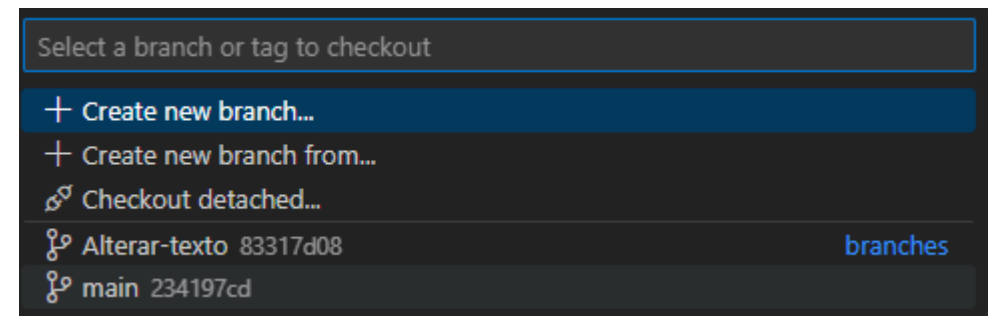 Select a branch or tag to checkout
Create new branch...
Create new branch from...
Checkout detached...
Alterar-texto 83317d08 branches
main 234197cd